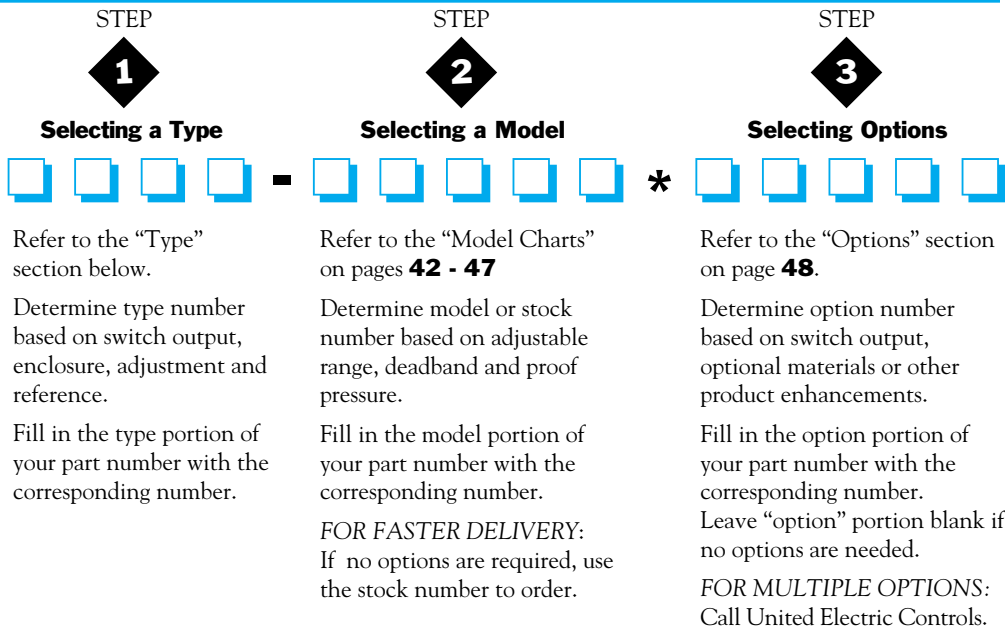 STEP
1
Selecting a Type
-
Refer to the “Type”
section below.
Determine type number
based on switch output,
enclosure, adjustment and
reference.
Fill in the type portion of
your part number with the
corresponding number.
STEP
2
Selecting a Model
*
Refer to the “Model Charts”
on pages 42 - 47
Determine model or stock
number based on adjustable
range, deadband and proof
pressure.
Fill in the model portion of
your part number with the
corresponding number.
FOR FASTER DELIVERY:
If no options are required, use
the stock number to order.
STEP
3
Selecting Options
Refer to the “Options” section
on page 48.
Determine option number
based on switch output,
optional materials or other
product enhancements.
Fill in the option portion of
your part number with the
corresponding number.
Leave “option” portion blank if
no options are needed.
FOR MULTIPLE OPTIONS:
Call United Electric Controls.